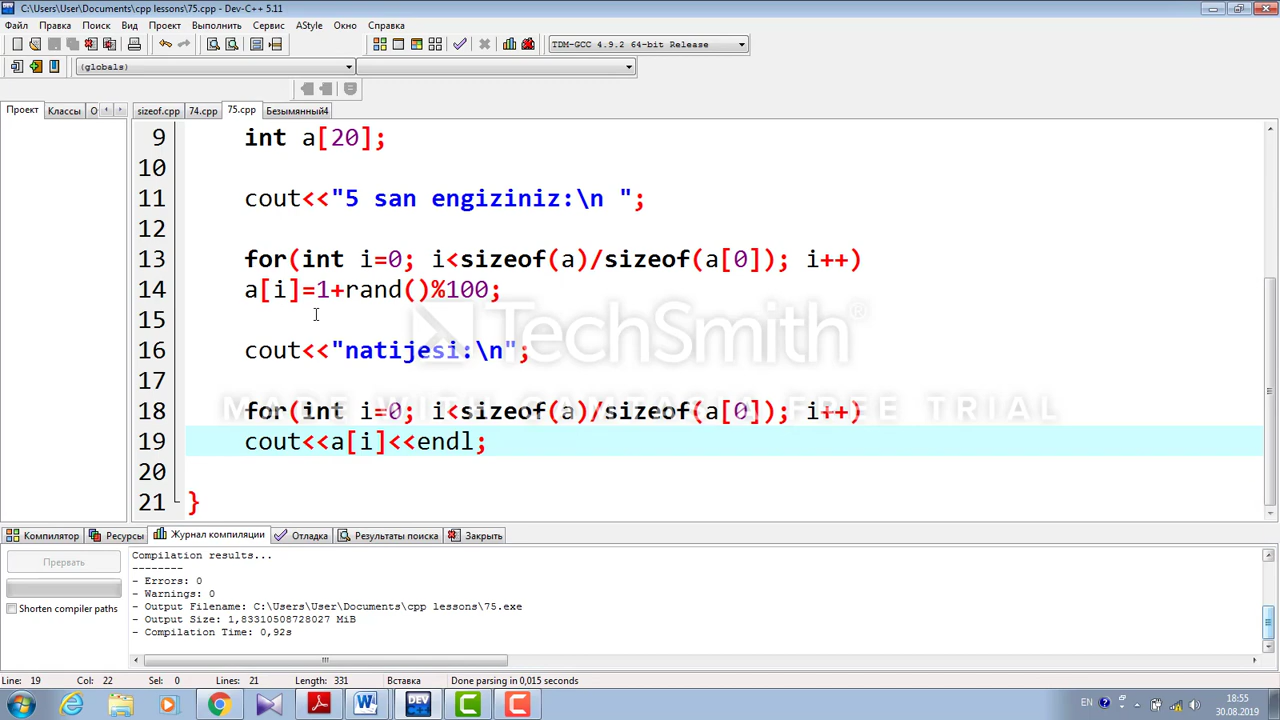 C:\Users\User\Documents\cpp lessons\75.cpp - Dev-C++ 5.11
Файл Правка Поиск Вид Проект Выполнить Сервис AStyle Окно Справка
TDM-GCC 4.9.2 64-bit Release
(globals)
Проект Классы О sizeof.cpp 74.cpp 75.cpp Безымянный4
9 int a[20];
10
11 cout<<"5 san engiziniz:\n ";
12
13 for(int i=0; i<sizeof(a)/sizeof(a[0]); i++)
14 a[i]=1+rand()%100;
15
16 cout<<"natijesi:\n";
17
18 for(int i=0; i<sizeof(a)/sizeof(a[0]); i++)
19 cout<<a[i]<<endl;
20
21 }
TechSmith®
MADE WITH CAMTASIA FREE TRIAL
Компилятор Ресурсы Журнал компиляции Отладка Результаты поиска Закрыть
Прервать
Shorten compiler paths
Compilation results...
--------
- Errors: 0
- Warnings: 0
- Output Filename: C:\Users\User\Documents\cpp lessons\75.exe
- Output Size: 1,83310508728027 MiB
- Compilation Time: 0,92s
Line: 19 Col: 22 Sel: 0 Lines: 21 Length: 331 Вставка Done parsing in 0,015 seconds
DEV
EN 18:55
30.08.2019